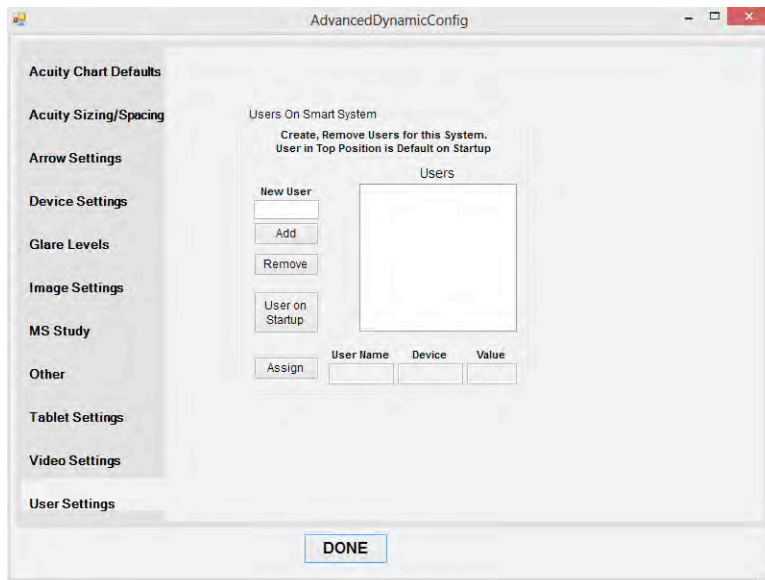 AdvancedDynamicConfig
Acuity Chart Defaults
Acuity Sizing/Spacing
Arrow Settings
Device Settings
Glare Levels
Image Settings
MS Study
Other
Tablet Settings
Video Settings
User Settings
Users On Smart System
Create, Remove Users for this System.
User in Top Position is Default on Startup
Users
New User
Add
Remove
User on
Startup
User Name Device Value
Assign
DONE